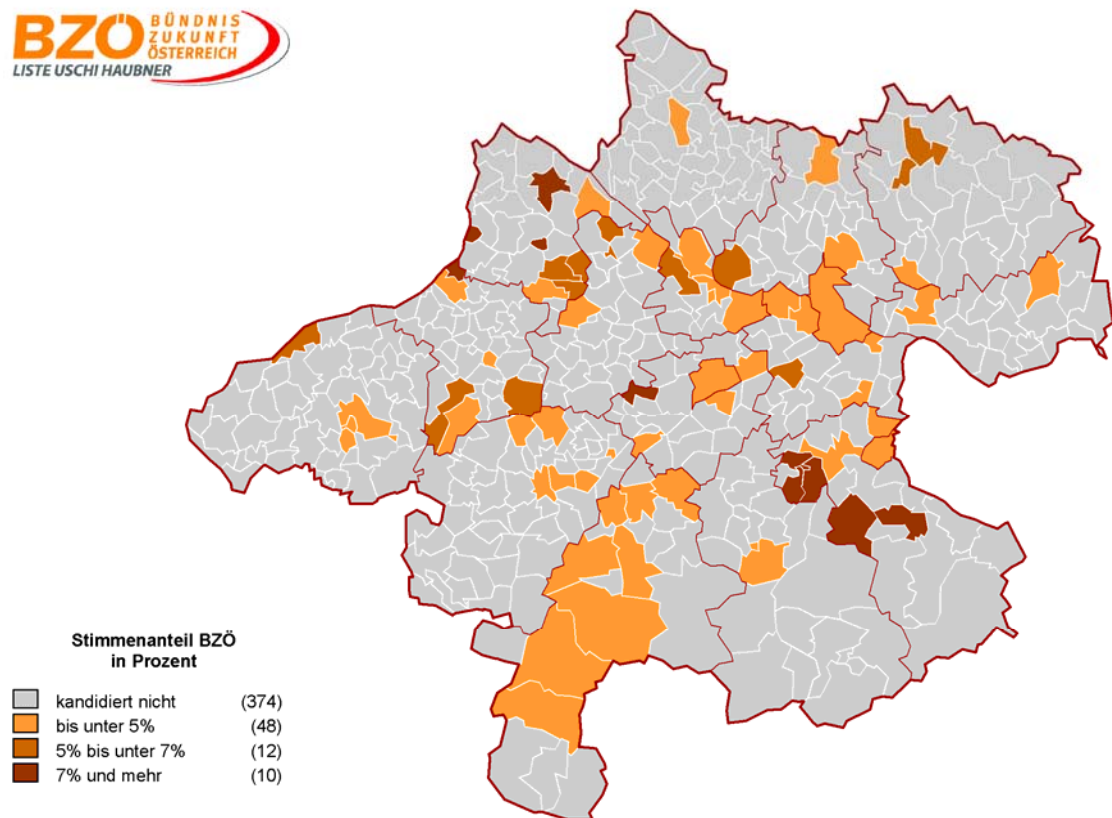 BZÖ BÜNDNIS
ZUKUNFT
ÖSTERREICH
LISTE USCHI HAUBNER
Stimmenanteil BZÖ
in Prozent
kandidiert nicht (374)
bis unter 5% (48)
5% bis unter 7% (12)
7% und mehr (10)